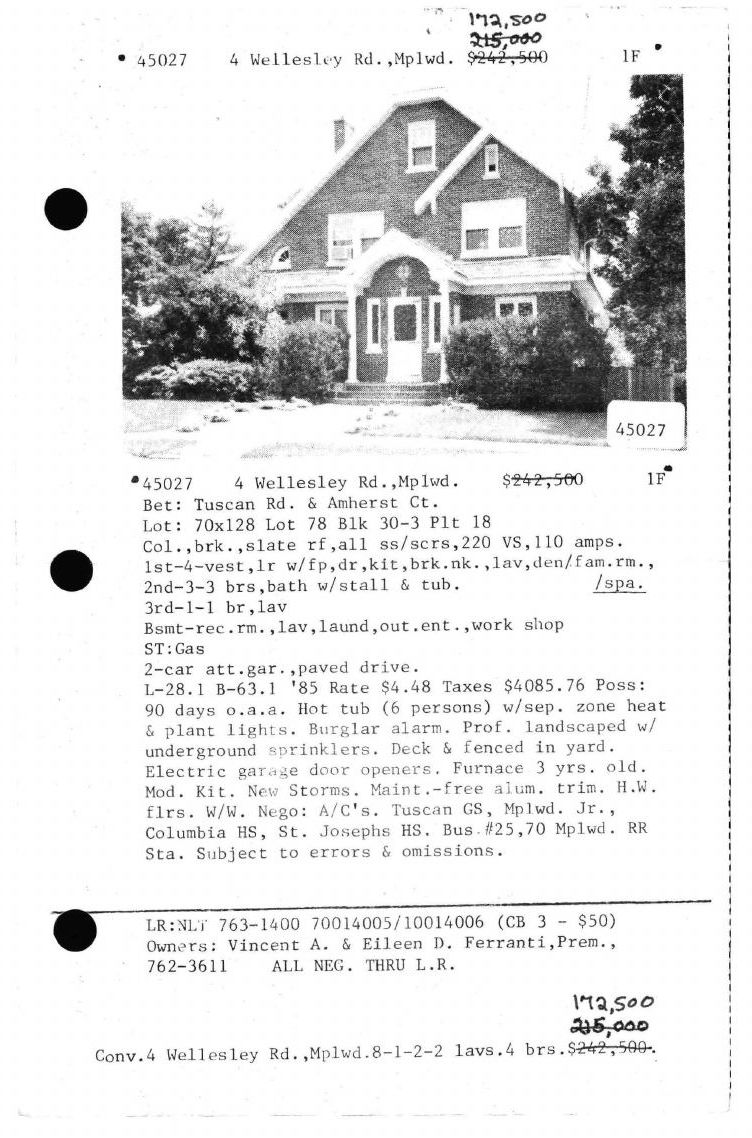 172,500
215,000
45027 4 Wellesley Rd.,Mplwd. $242,500 1F
45027
45027 4 Wellesley Rd.,Mplwd. $242,500 1F
Bet: Tuscan Rd. & Amherst Ct.
Lot: 70x128 Lot 78 Blk 30-3 Plt 18
Col.,brk.,slate rf,all ss/scrs,220 VS,110 amps.
1st-4-vest,lr w/fp,dr,kit,brk.nk.,lav,den/fam.rm.,
2nd-3-3 brs,bath w/stall & tub. /spa.
3rd-1-1 br,lav
Bsmt-rec.rm.,lav,laund,out.ent.,work shop
ST:Gas
2-car att.gar.,paved drive.
L-28.1 B-63.1 '85 Rate $4.48 Taxes $4085.76 Poss:
90 days o.a.a. Hot tub (6 persons) w/sep. zone heat
& plant lights. Burglar alarm. Prof. landscaped w/
underground sprinklers. Deck & fenced in yard.
Electric garage door openers. Furnace 3 yrs. old.
Mod. Kit. New Storms. Maint.-free alum. trim. H.W.
flrs. W/W. Nego: A/C's. Tuscan GS, Mplwd. Jr.,
Columbia HS, St. Josephs HS. Bus.#25,70 Mplwd. RR
Sta. Subject to errors & omissions.
LR:NLT 763-1400 70014005/10014006 (CB 3 - $50)
Owners: Vincent A. & Eileen D. Ferranti,Prem.,
762-3611 ALL NEG. THRU L.R.
172,500
215,000
Conv.4 Wellesley Rd.,Mplwd.8-1-2-2 lavs.4 brs.$242,500.